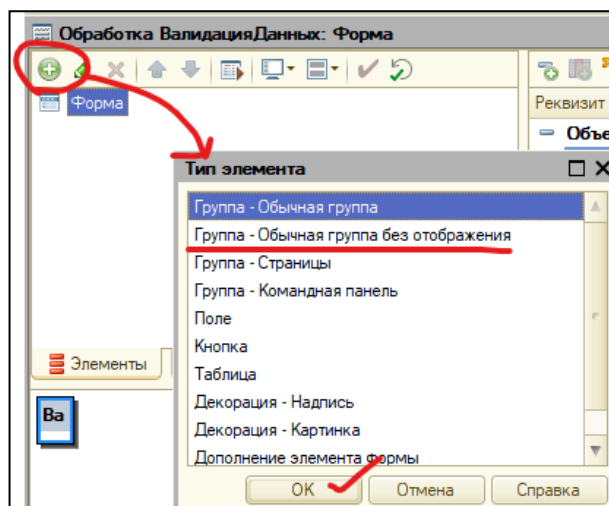 Обработка ВалидацияДанных: Форма
Форма
Реквизит
Объе
Тип элемента
Группа - Обычная группа
Группа - Обычная группа без отображения
Группа - Страницы
Группа - Командная панель
Поле
Кнопка
Таблица
Декорация - Надпись
Декорация - Картинка
Дополнение элемента формы
Элементы
Ва
ОК
Отмена
Справка